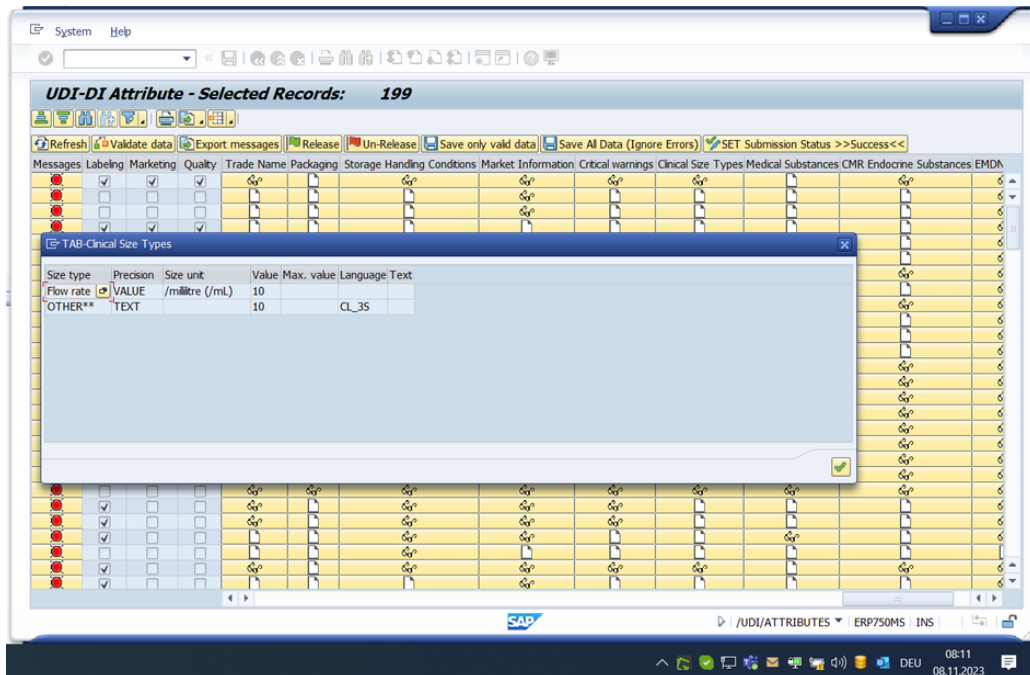 System Help
UDI-DI Attribute - Selected Records: 199
Refresh Validate data Export messages Release Un-Release Save only vaid data Save All Data (Ignore Errors) SET Submission Status >>Success<<
Messages Labeling Marketing Quality Trade Name Packaging Storage Handling Conditions Market Information Critical warnings Clinical Size Types Medical Substances CMR Endocrine Substances EMDN
TAB-Clinical Size Types
Size type Precision Size unit Value Max. value Language Text
Flow rate VALUE /millitre (/mL) 10
OTHER** TEXT 10 CL_35
SAP
/UDI/ATTRIBUTES ERP750MS INS
DEU
08:11
08.11.2023